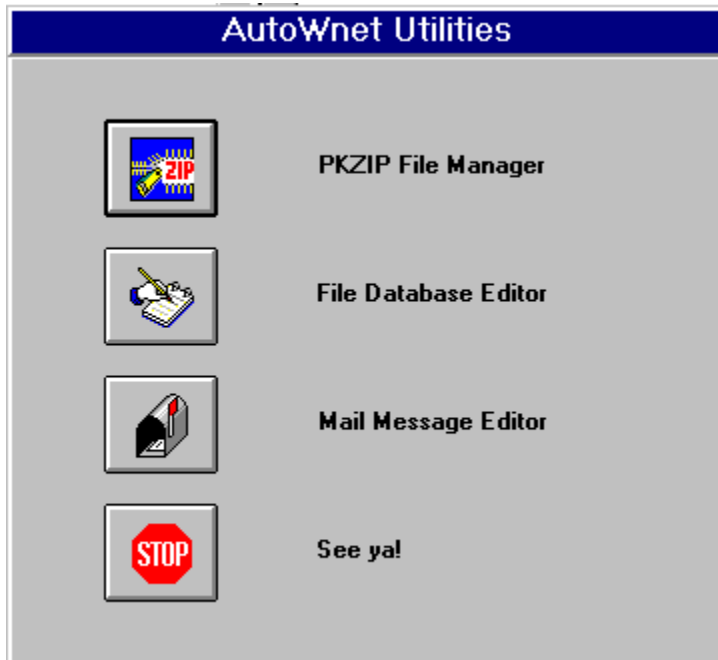 AutoWnet Utilities
ZIP
PKZIP File Manager
File Database Editor
Mail Message Editor
STOP
See ya!